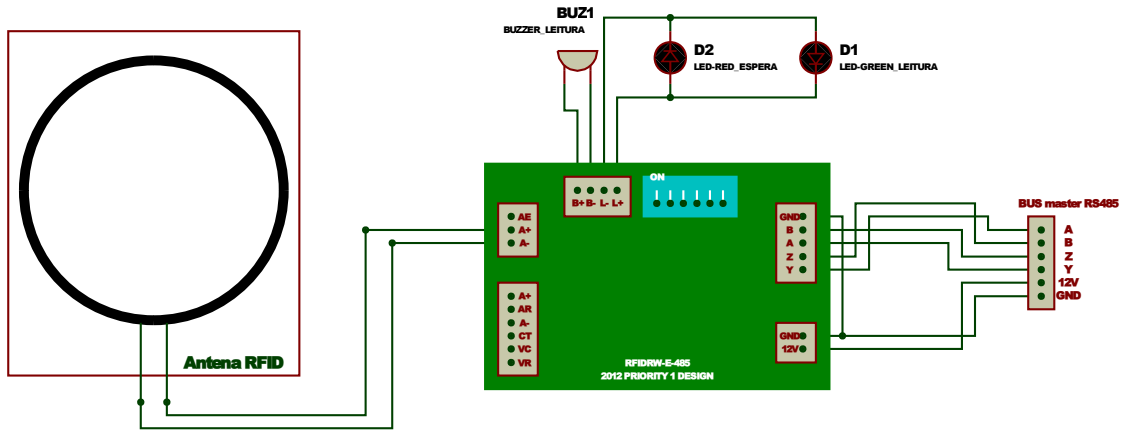 BUZ1
BUZZER_LEITURA
D2
LED-RED_ESPERA
D1
LED-GREEN_LEITURA
Antena RFID
B+ B- L- L+
ON
AE
A+
A-
A+
AR
A-
CT
VC
VR
GND
B
A
Z
Y
GND
12V
RFIDRW-E-485
2012 PRIORITY 1 DESIGN
BUS master RS485
A
B
Z
Y
12V
GND